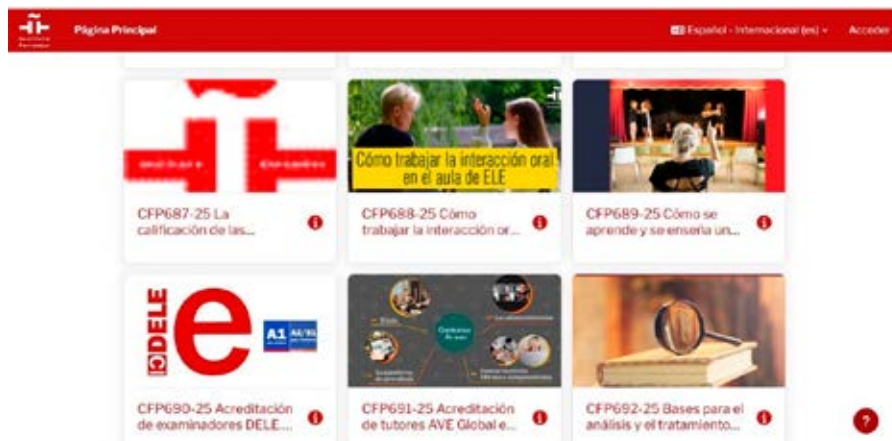 Página Principal
Español - Internacional (es)
Acceder
Cómo trabajar la interacción oral
en el aula de ELE
CFP687-25 La
calificación de las...
CFP688-25 Cómo
trabajar la interacción or...
CFP689-25 Cómo se
aprende y se enseña un...
DELE
e
A1
CFP690-25 Acreditación
de examinadores DELE....
CFP691-25 Acreditación
de tutores AVE Global e...
CFP692-25 Bases para el
análisis y el tratamiento...
?